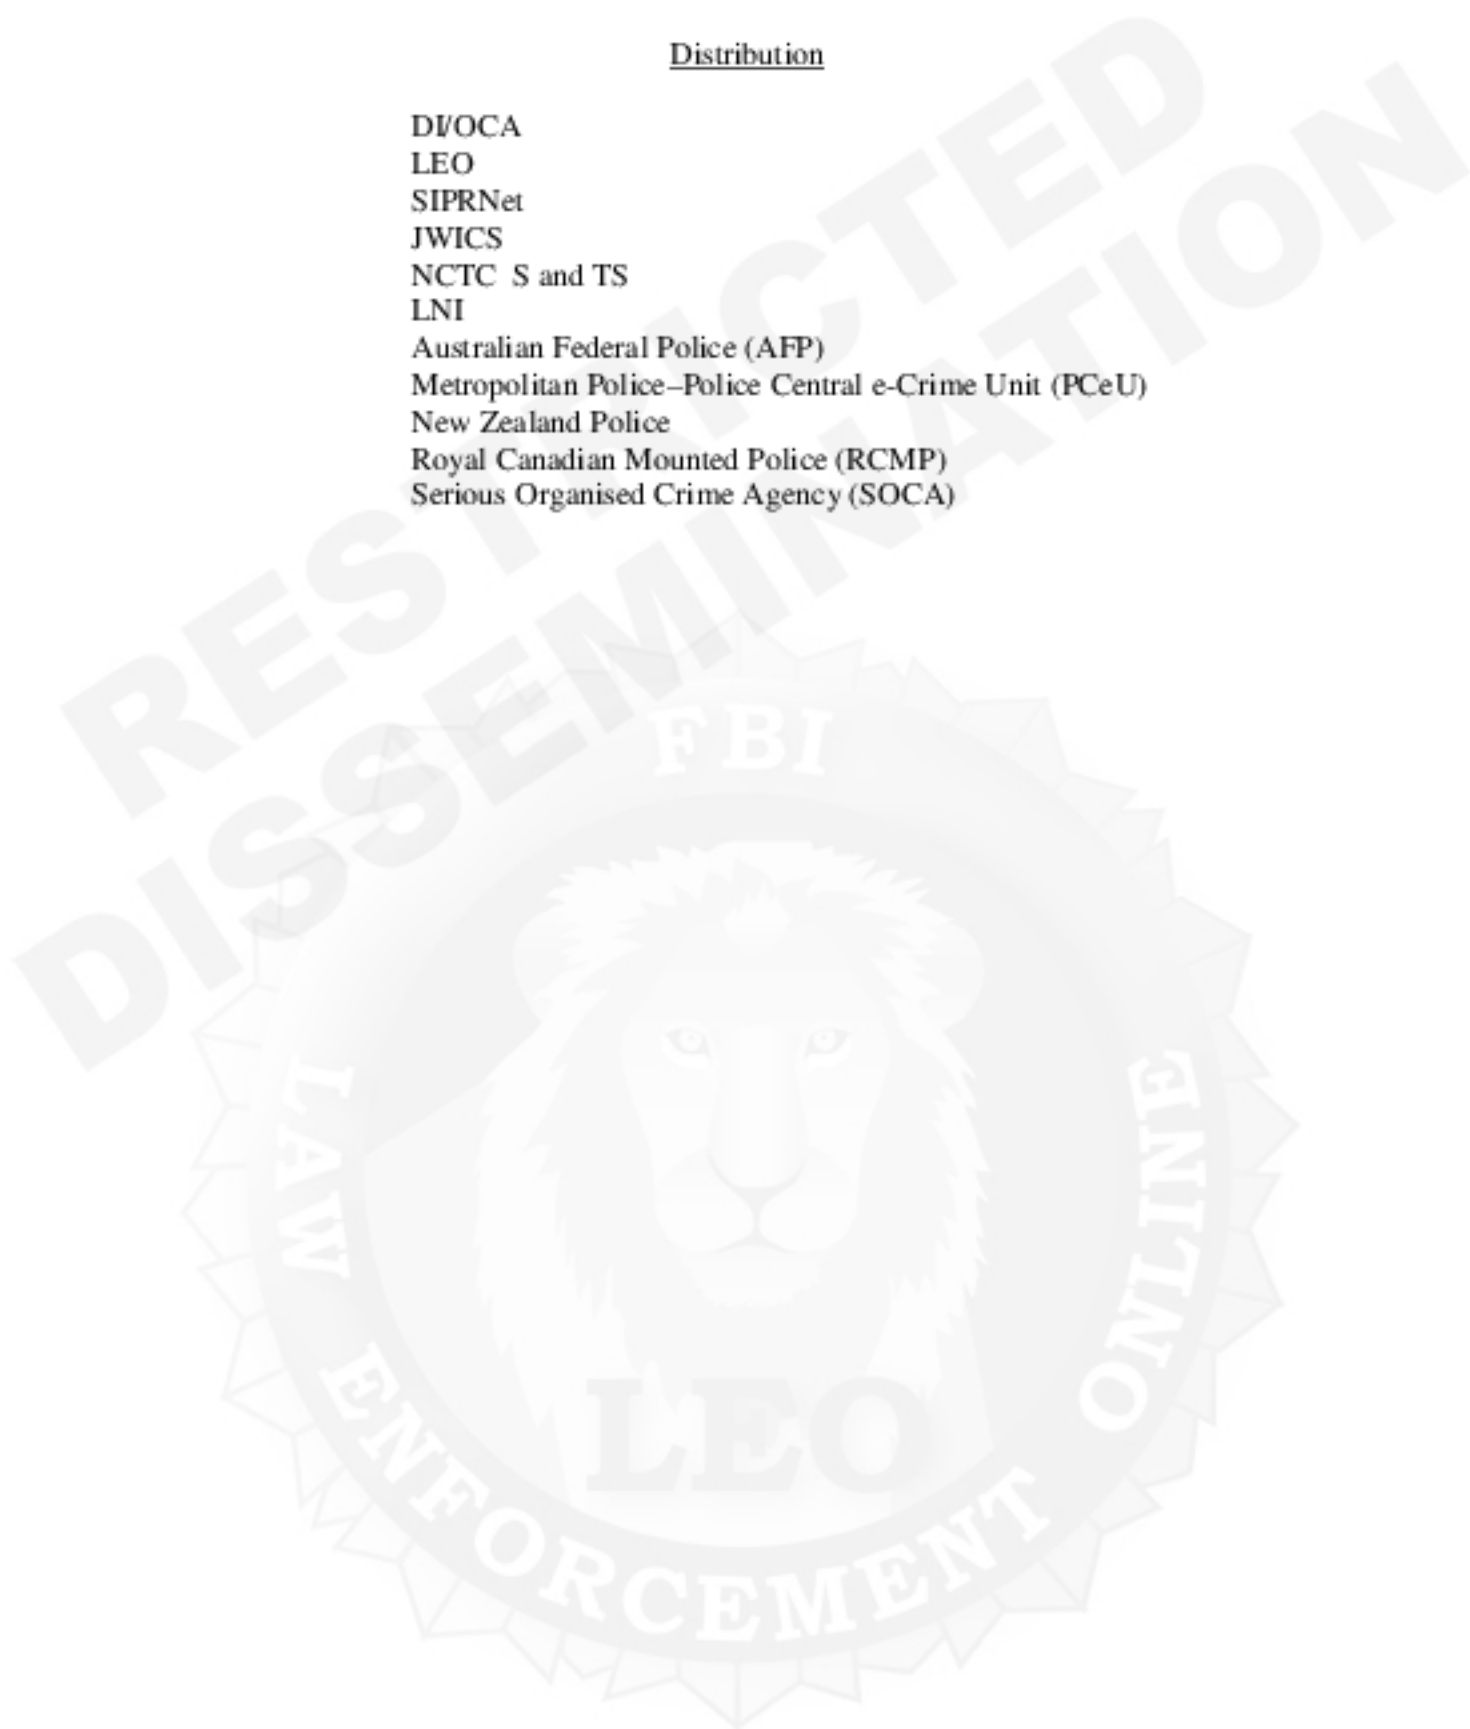 Distribution
DI/OCA
LEO
SIPRNet
JWICS
NCTC S and TS
LNI
Australian Federal Police (AFP)
Metropolitan Police–Police Central e-Crime Unit (PCeU)
New Zealand Police
Royal Canadian Mounted Police (RCMP)
Serious Organised Crime Agency (SOCA)
RESTRICTED
DISSEMINATION
FBI
LAW ENFORCEMENT ONLINE
LEO